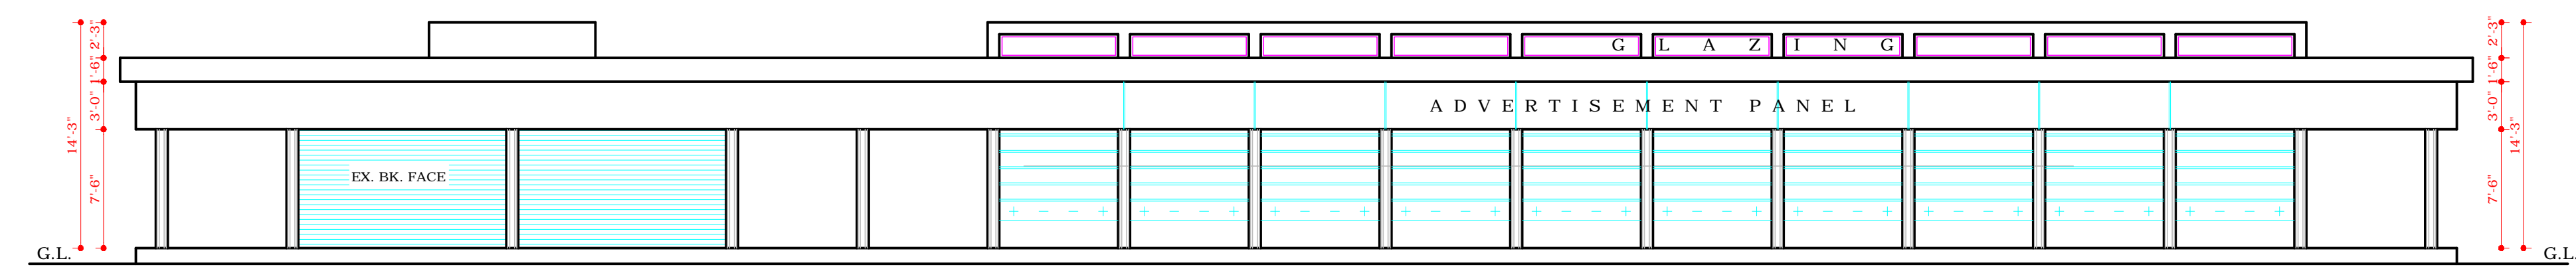 G L A Z I N G
A D V E R T I S E M E N T P A N E L
EX. BK. FACE
14'-3"
2'-3"
1'-6"
3'-0"
7'-6"
2'-3"
1'-6"
3'-0"
14'-3"
7'-6"
G.L.
G.L